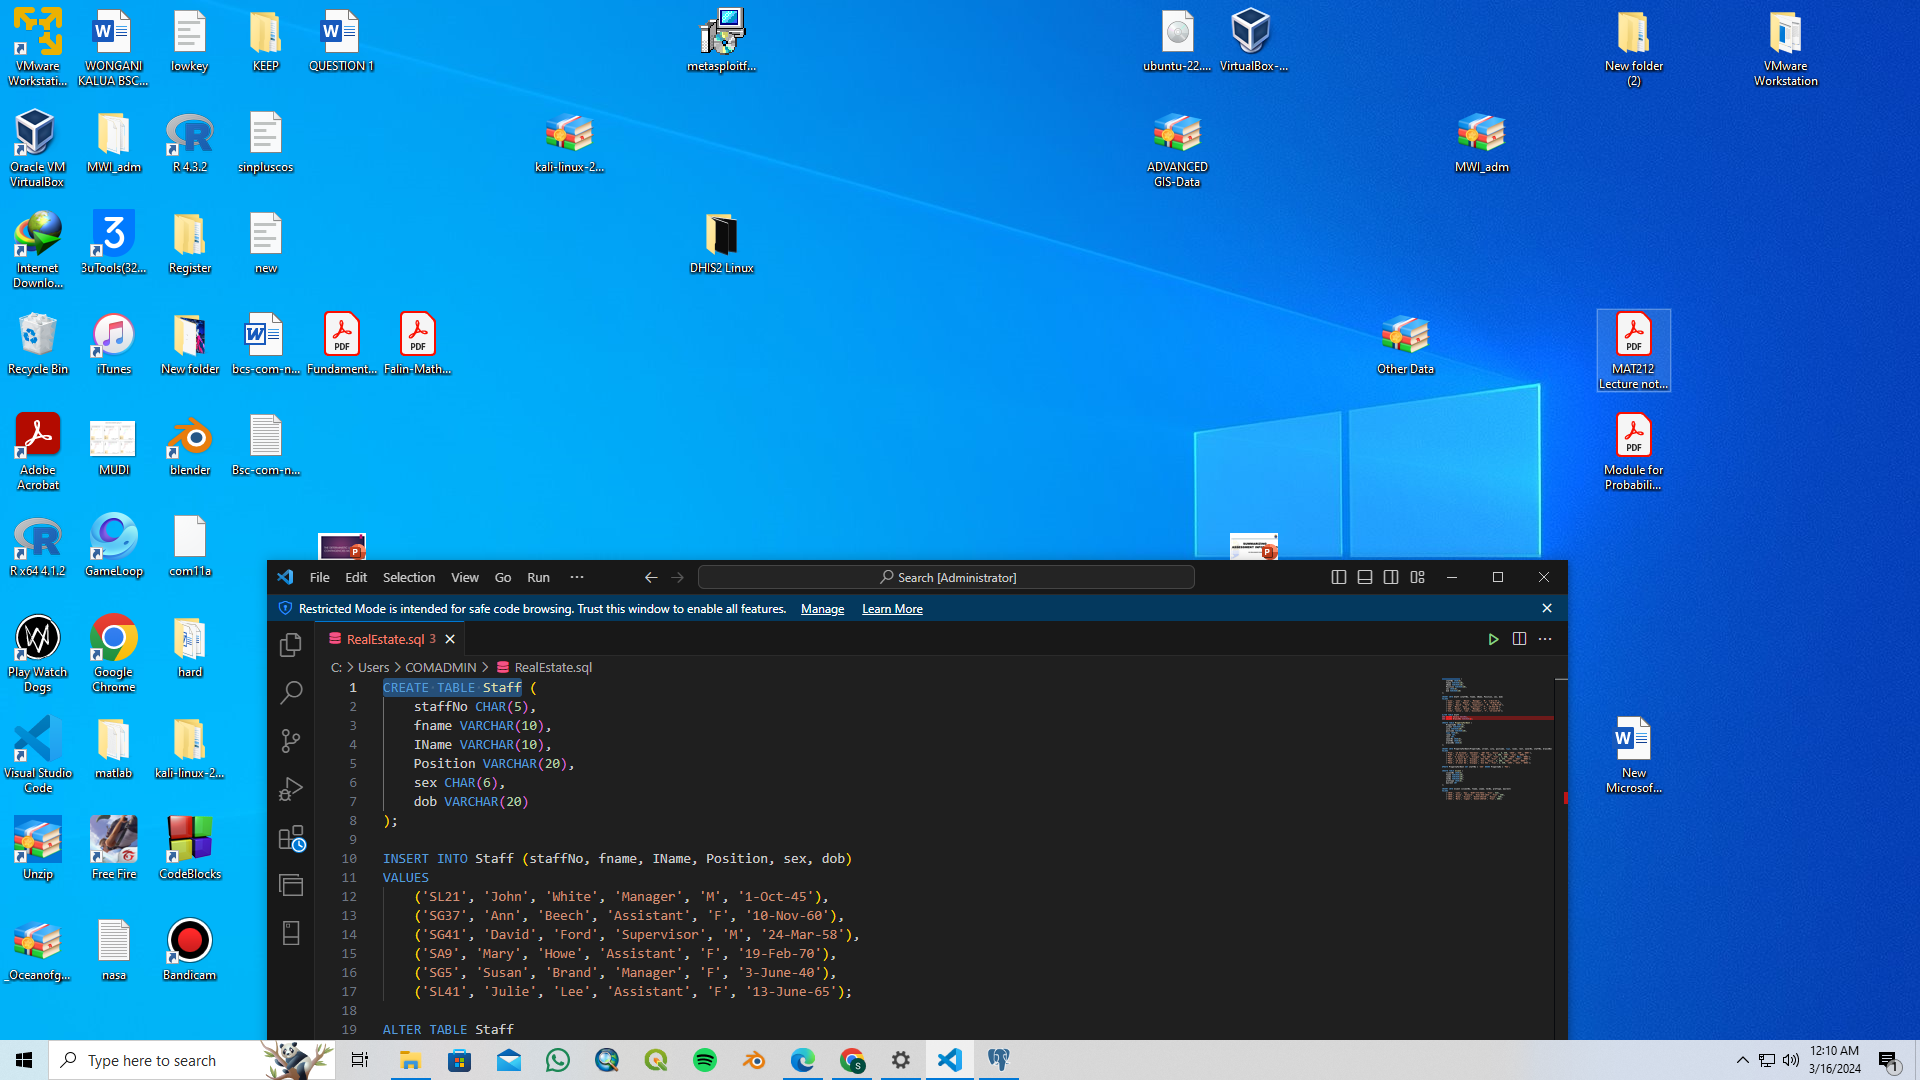 VMware
Workstati...
WONGANI
KALUA BSC...
lowkey
KEEP
QUESTION 1
metasploitf...
ubuntu-22....
VirtualBox-...
New folder
(2)
VMware
Workstation
Oracle VM
VirtualBox
MWI_adm
R 4.3.2
sinpluscos
kali-linux-2...
ADVANCED
GIS-Data
MWI_adm
Internet
Downlo...
3uTools(32...
Register
new
DHIS2 Linux
Recycle Bin
iTunes
New folder
bcs-com-n...
Fundament...
Falin-Math...
Other Data
MAT212
Lecture not...
Adobe
Acrobat
MUDI
blender
Bsc-com-n...
Module for
Probabili...
R x64 4.1.2
GameLoop
com11a
Play Watch
Dogs
Google
Chrome
hard
Visual Studio
Code
matlab
kali-linux-2...
New
Microsof...
Unzip
Free Fire
CodeBlocks
_Oceanofg...
nasa
Bandicam
File Edit Selection View Go Run ···
Search [Administrator]
Restricted Mode is intended for safe code browsing. Trust this window to enable all features. Manage Learn More
RealEstate.sql 3
C: > Users > COMADMIN > RealEstate.sql
1 CREATE TABLE Staff (
2 staffNo CHAR(5),
3 fname VARCHAR(10),
4 IName VARCHAR(10),
5 Position VARCHAR(20),
6 sex CHAR(6),
7 dob VARCHAR(20)
8 );
9
10 INSERT INTO Staff (staffNo, fname, IName, Position, sex, dob)
11 VALUES
12 ('SL21', 'John', 'White', 'Manager', 'M', '1-Oct-45'),
13 ('SG37', 'Ann', 'Beech', 'Assistant', 'F', '10-Nov-60'),
14 ('SG41', 'David', 'Ford', 'Supervisor', 'M', '24-Mar-58'),
15 ('SA9', 'Mary', 'Howe', 'Assistant', 'F', '19-Feb-70'),
16 ('SG5', 'Susan', 'Brand', 'Manager', 'F', '3-June-40'),
17 ('SL41', 'Julie', 'Lee', 'Assistant', 'F', '13-June-65');
18
19 ALTER TABLE Staff
Type here to search
12:10 AM
3/16/2024
1